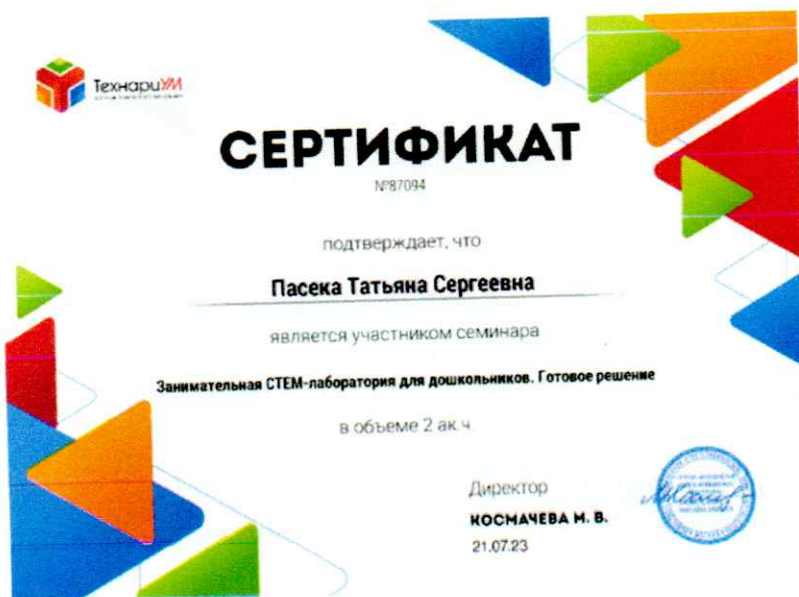 ТехнариУМ
СЕРТИФИКАТ
№87094
подтверждает, что
Пасека Татьяна Сергеевна
является участником семинара
Занимательная СТЕМ-лаборатория для дошкольников. Готовое решение
в объеме 2 ак.ч.
Директор
КОСМАЧЕВА М. В.
21.07.23